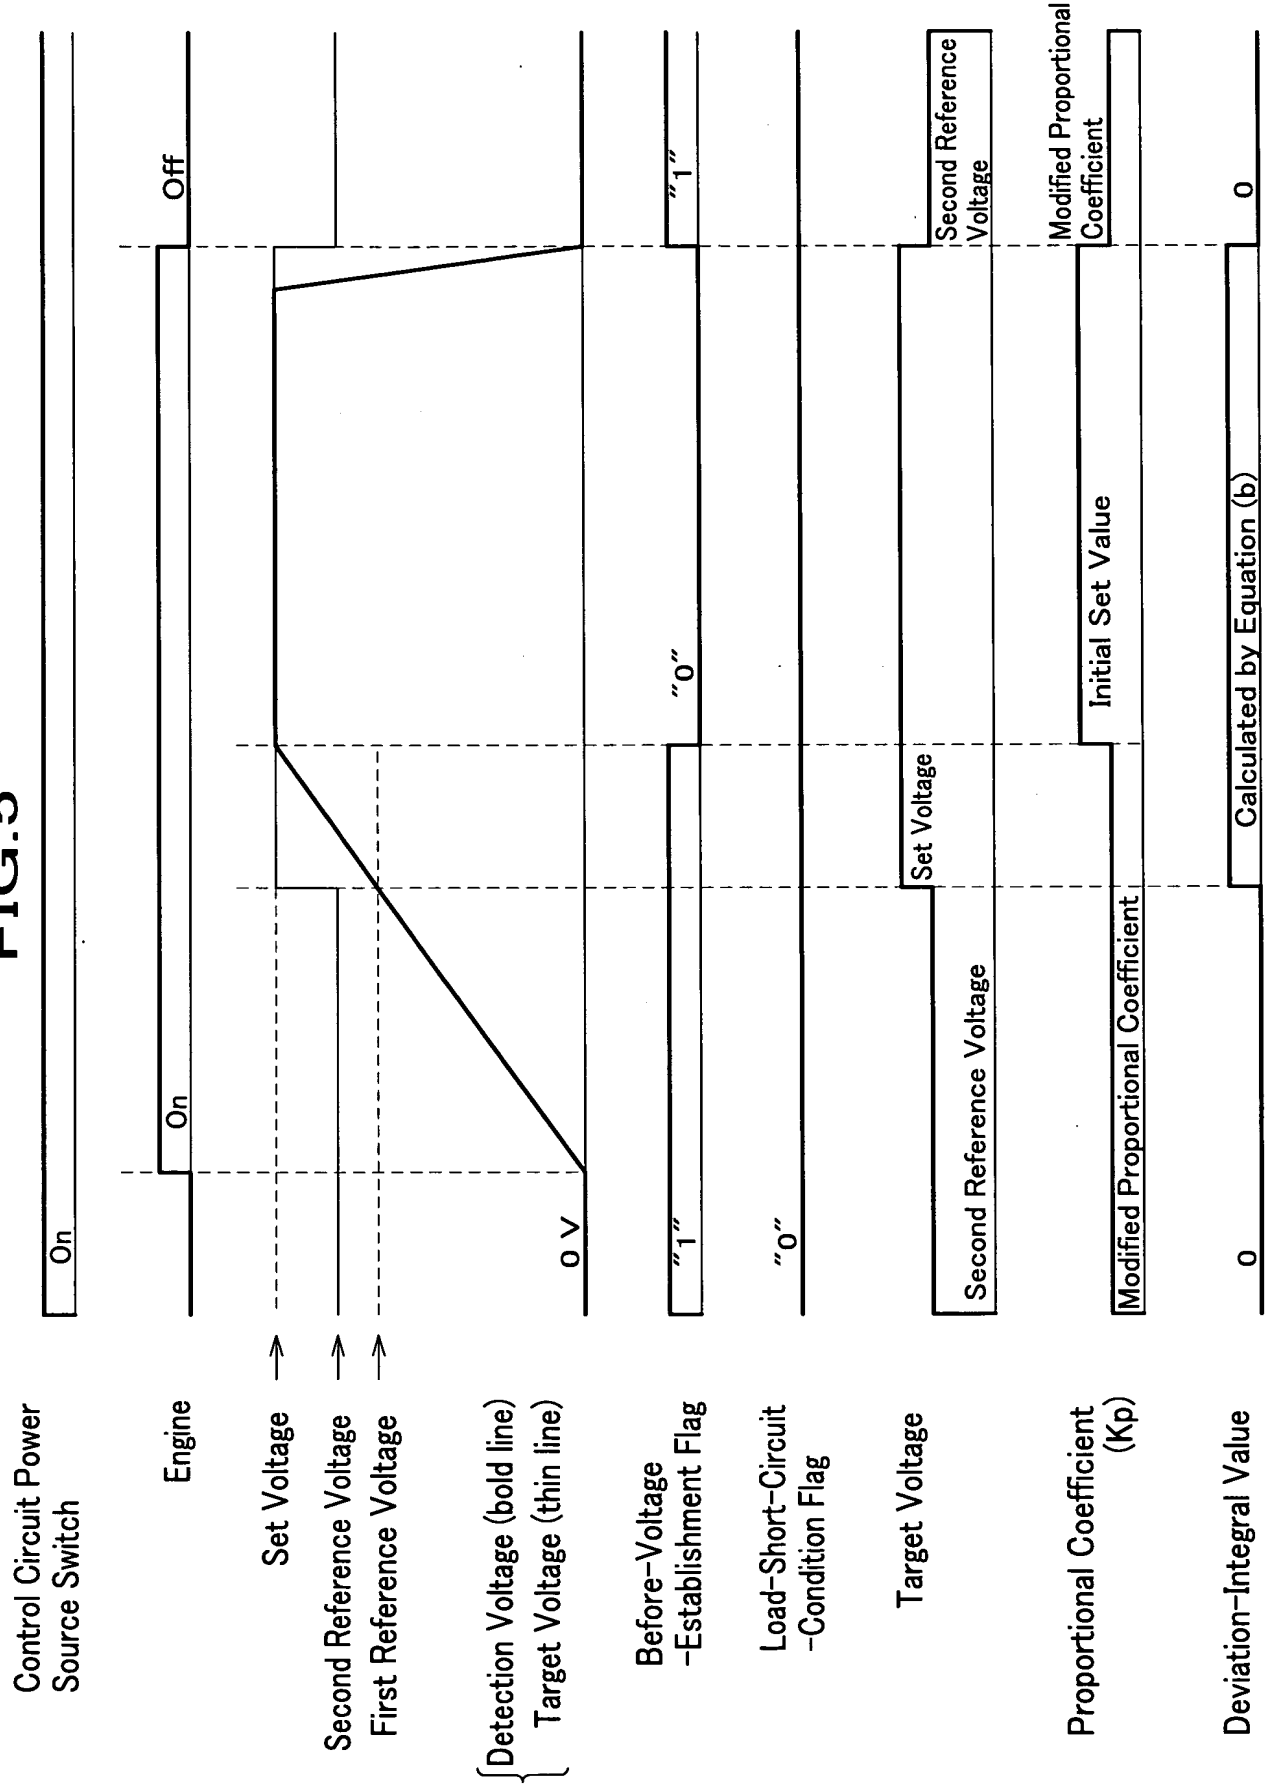 FIG.5
Control Circuit Power
Source Switch
On
Engine
On
Off
Set Voltage
Second Reference Voltage
First Reference Voltage
Detection Voltage (bold line)
Target Voltage (thin line)
0 V
Before-Voltage
-Establishment Flag
"1"
"0"
"1"
Load-Short-Circuit
-Condition Flag
"0"
Target Voltage
Second Reference Voltage
Set Voltage
Second Reference
Voltage
Proportional Coefficient
(Kp)
Modified Proportional Coefficient
Initial Set Value
Modified Proportional
Coefficient
Deviation-Integral Value
0
Calculated by Equation (b)
0